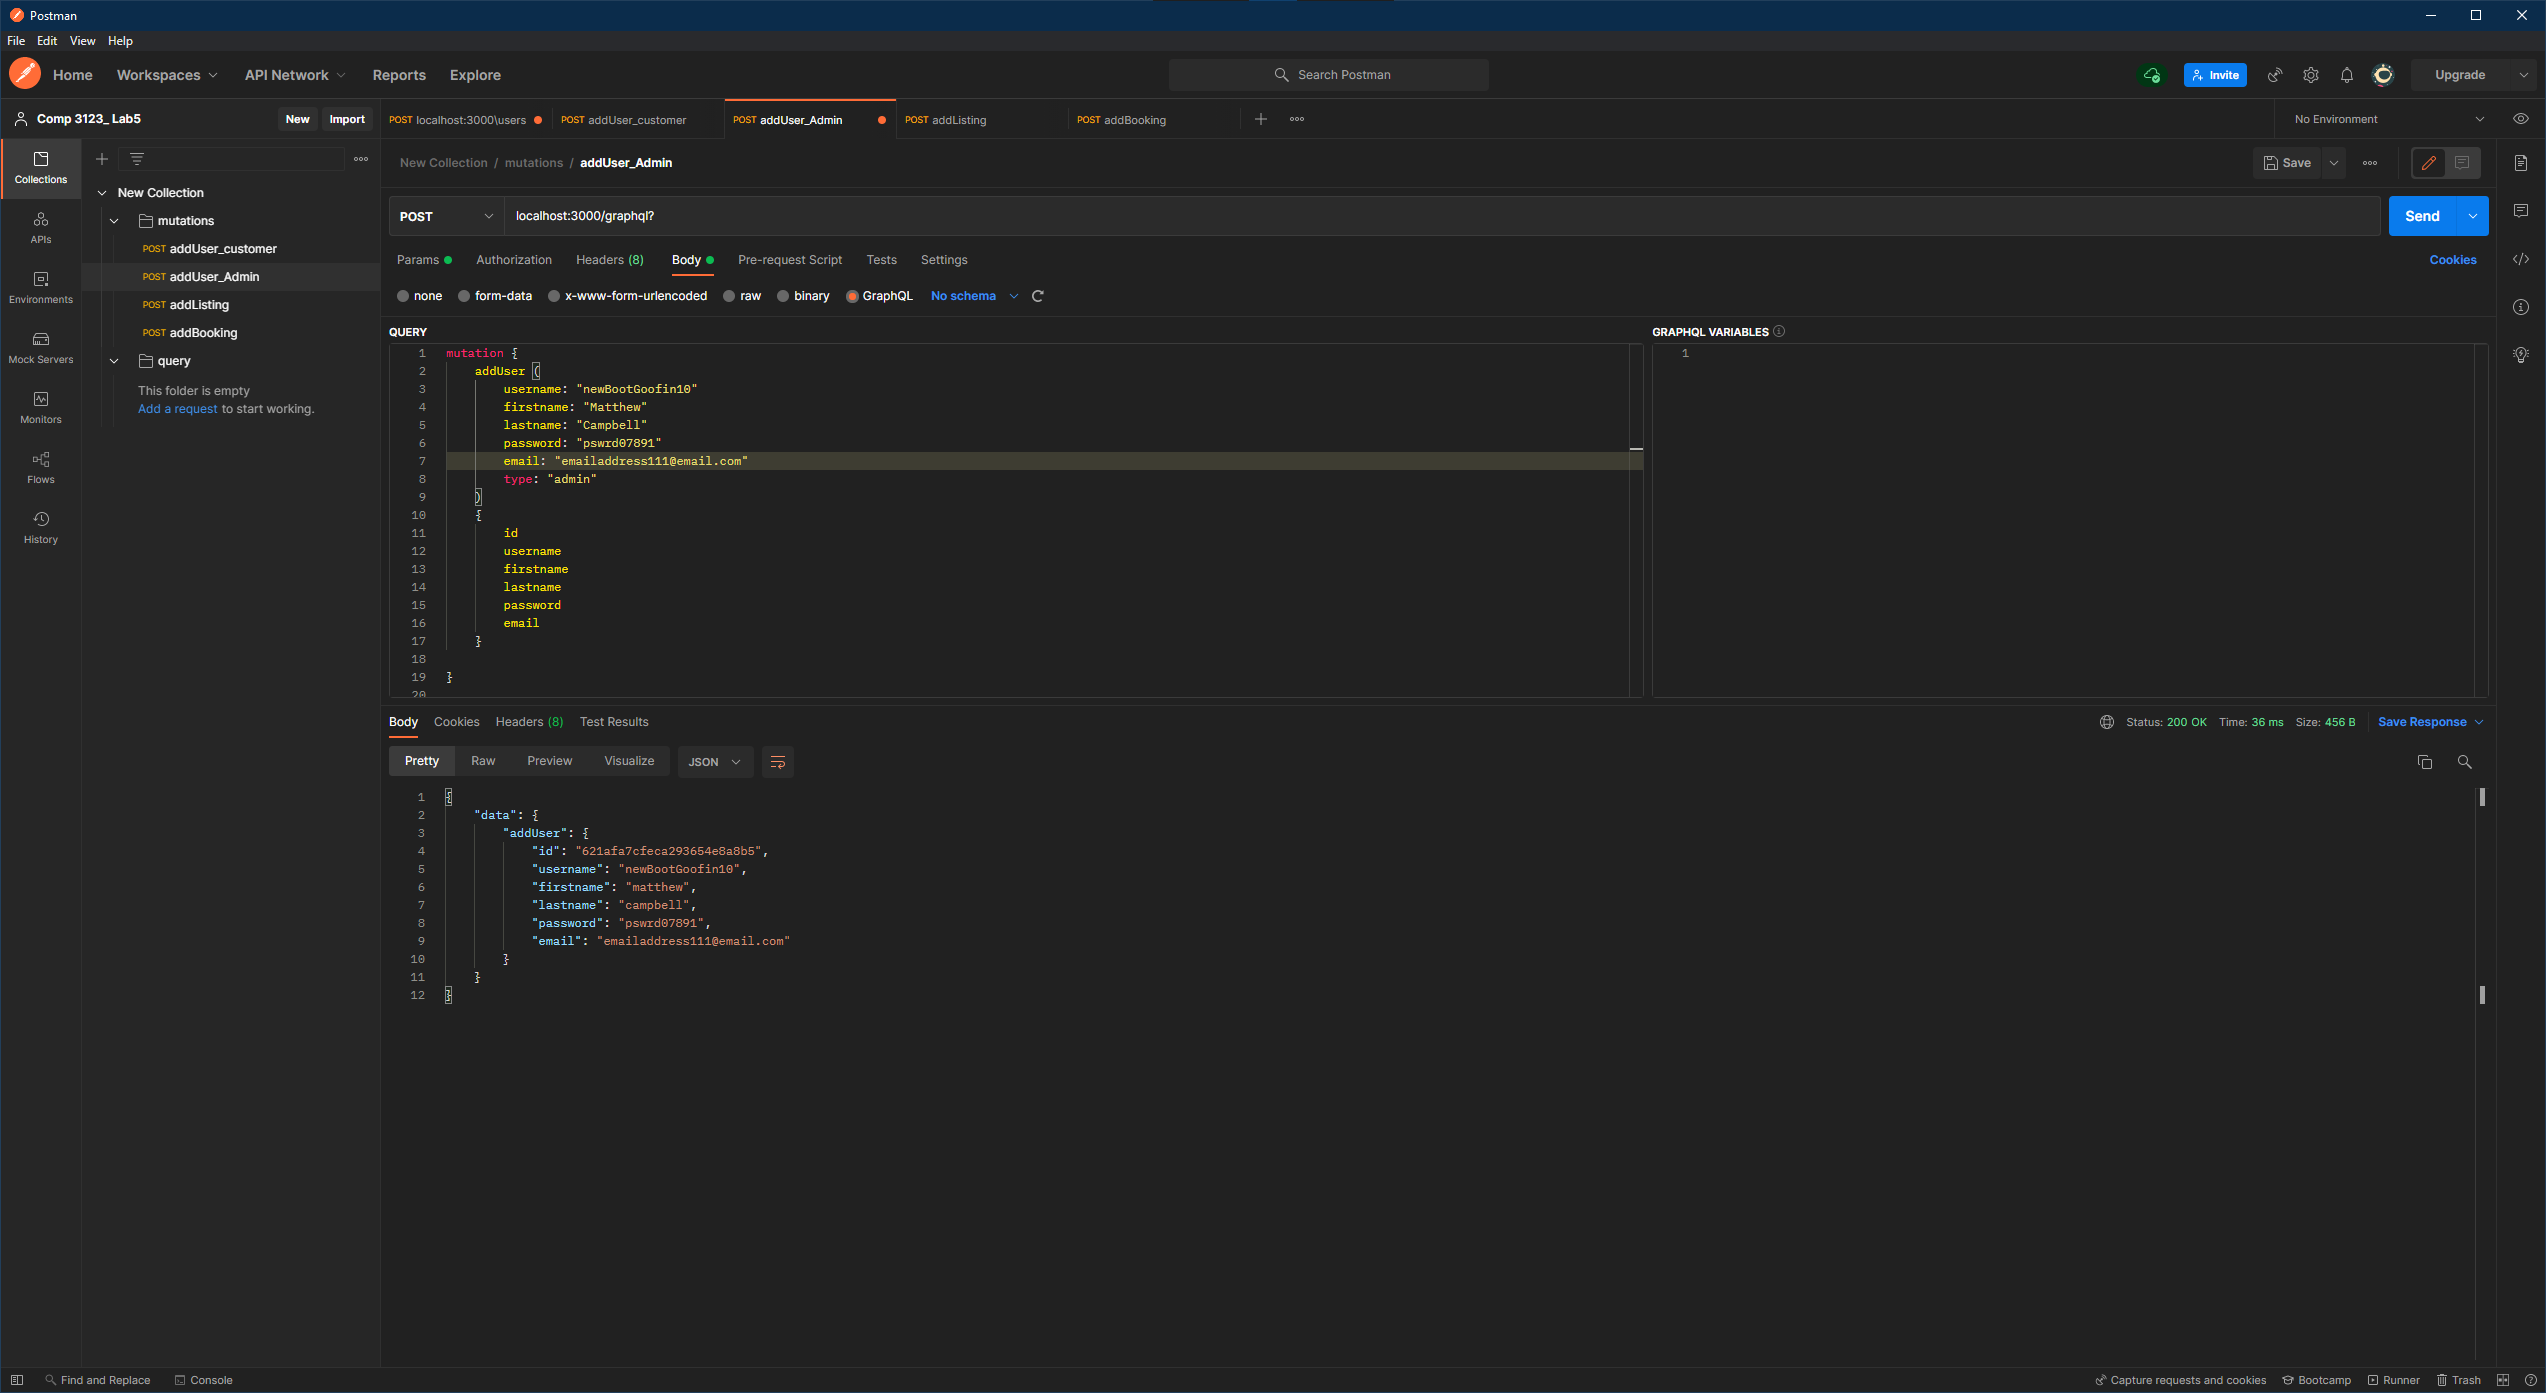 Postman
File Edit View Help
Home Workspaces API Network Reports Explore Search Postman Invite Upgrade
Comp 3123_ Lab5 New Import
POST localhost:3000\users POST addUser_customer POST addUser_Admin POST addListing POST addBooking No Environment
Collections
APIs
Environments
Mock Servers
Monitors
Flows
History
New Collection
mutations
POST addUser_customer
POST addUser_Admin
POST addListing
POST addBooking
query
This folder is empty
Add a request to start working.
New Collection / mutations / addUser_Admin Save
POST localhost:3000/graphql? Send
Params Authorization Headers (8) Body Pre-request Script Tests Settings Cookies
none form-data x-www-form-urlencoded raw binary GraphQL No schema
QUERY
1 mutation {
2 addUser (
3 username: "newBootGoofin10"
4 firstname: "Matthew"
5 lastname: "Campbell"
6 password: "pswrd07891"
7 email: "emailaddress111@email.com"
8 type: "admin"
9 )
10 {
11 id
12 username
13 firstname
14 lastname
15 password
16 email
17 }
18
19 }
20
GRAPHQL VARIABLES
1
Body Cookies Headers (8) Test Results Status: 200 OK Time: 36 ms Size: 456 B Save Response
Pretty Raw Preview Visualize JSON
1 {
2 "data": {
3 "addUser": {
4 "id": "621afa7cfeca293654e8a8b5",
5 "username": "newBootGoofin10",
6 "firstname": "matthew",
7 "lastname": "campbell",
8 "password": "pswrd07891",
9 "email": "emailaddress111@email.com"
10 }
11 }
12 }
Find and Replace Console Capture requests and cookies Bootcamp Runner Trash